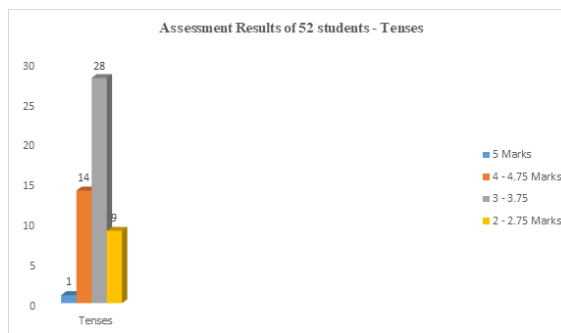 Assessment Results of 52 students - Tenses
30
25
20
15
10
5
0
1
14
28
9
Tenses
5 Marks
4 - 4.75 Marks
3 - 3.75
2 - 2.75 Marks